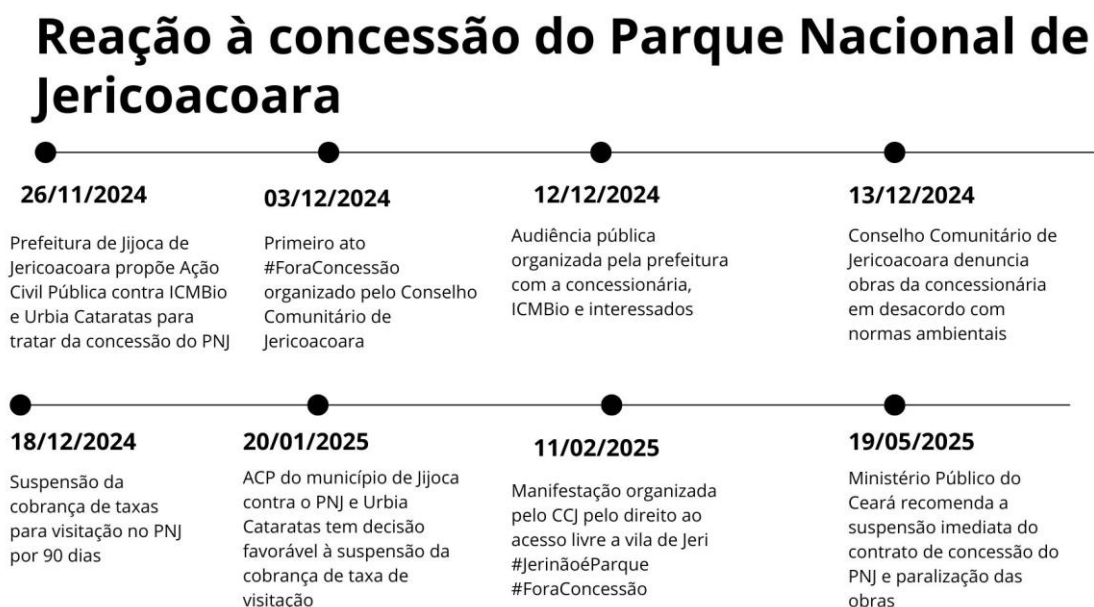 Reação à concessão do Parque Nacional de
Jericoacoara
26/11/2024
Prefeitura de Jijoca de
Jericoacoara propõe Ação
Civil Pública contra ICMBio
e Urbia Cataratas para
tratar da concessão do PNJ
03/12/2024
Primeiro ato
#ForaConcessão
organizado pelo Conselho
Comunitário de
Jericoacoara
12/12/2024
Audiência pública
organizada pela prefeitura
com a concessionária,
ICMBio e interessados
13/12/2024
Conselho Comunitário de
Jericoacoara denuncia
obras da concessionária
em desacordo com
normas ambientais
18/12/2024
Suspensão da
cobrança de taxas
para visitação no PNJ
por 90 dias
20/01/2025
ACP do município de Jijoca
contra o PNJ e Urbia
Cataratas tem decisão
favorável à suspensão da
cobrança de taxa de
visitação
11/02/2025
Manifestação organizada
pelo CCJ pelo direito ao
acesso livre a vila de Jeri
#JerinãoéParque
#ForaConcessão
19/05/2025
Ministério Público do
Ceará recomenda a
suspensão imediata do
contrato de concessão do
PNJ e paralização das
obras